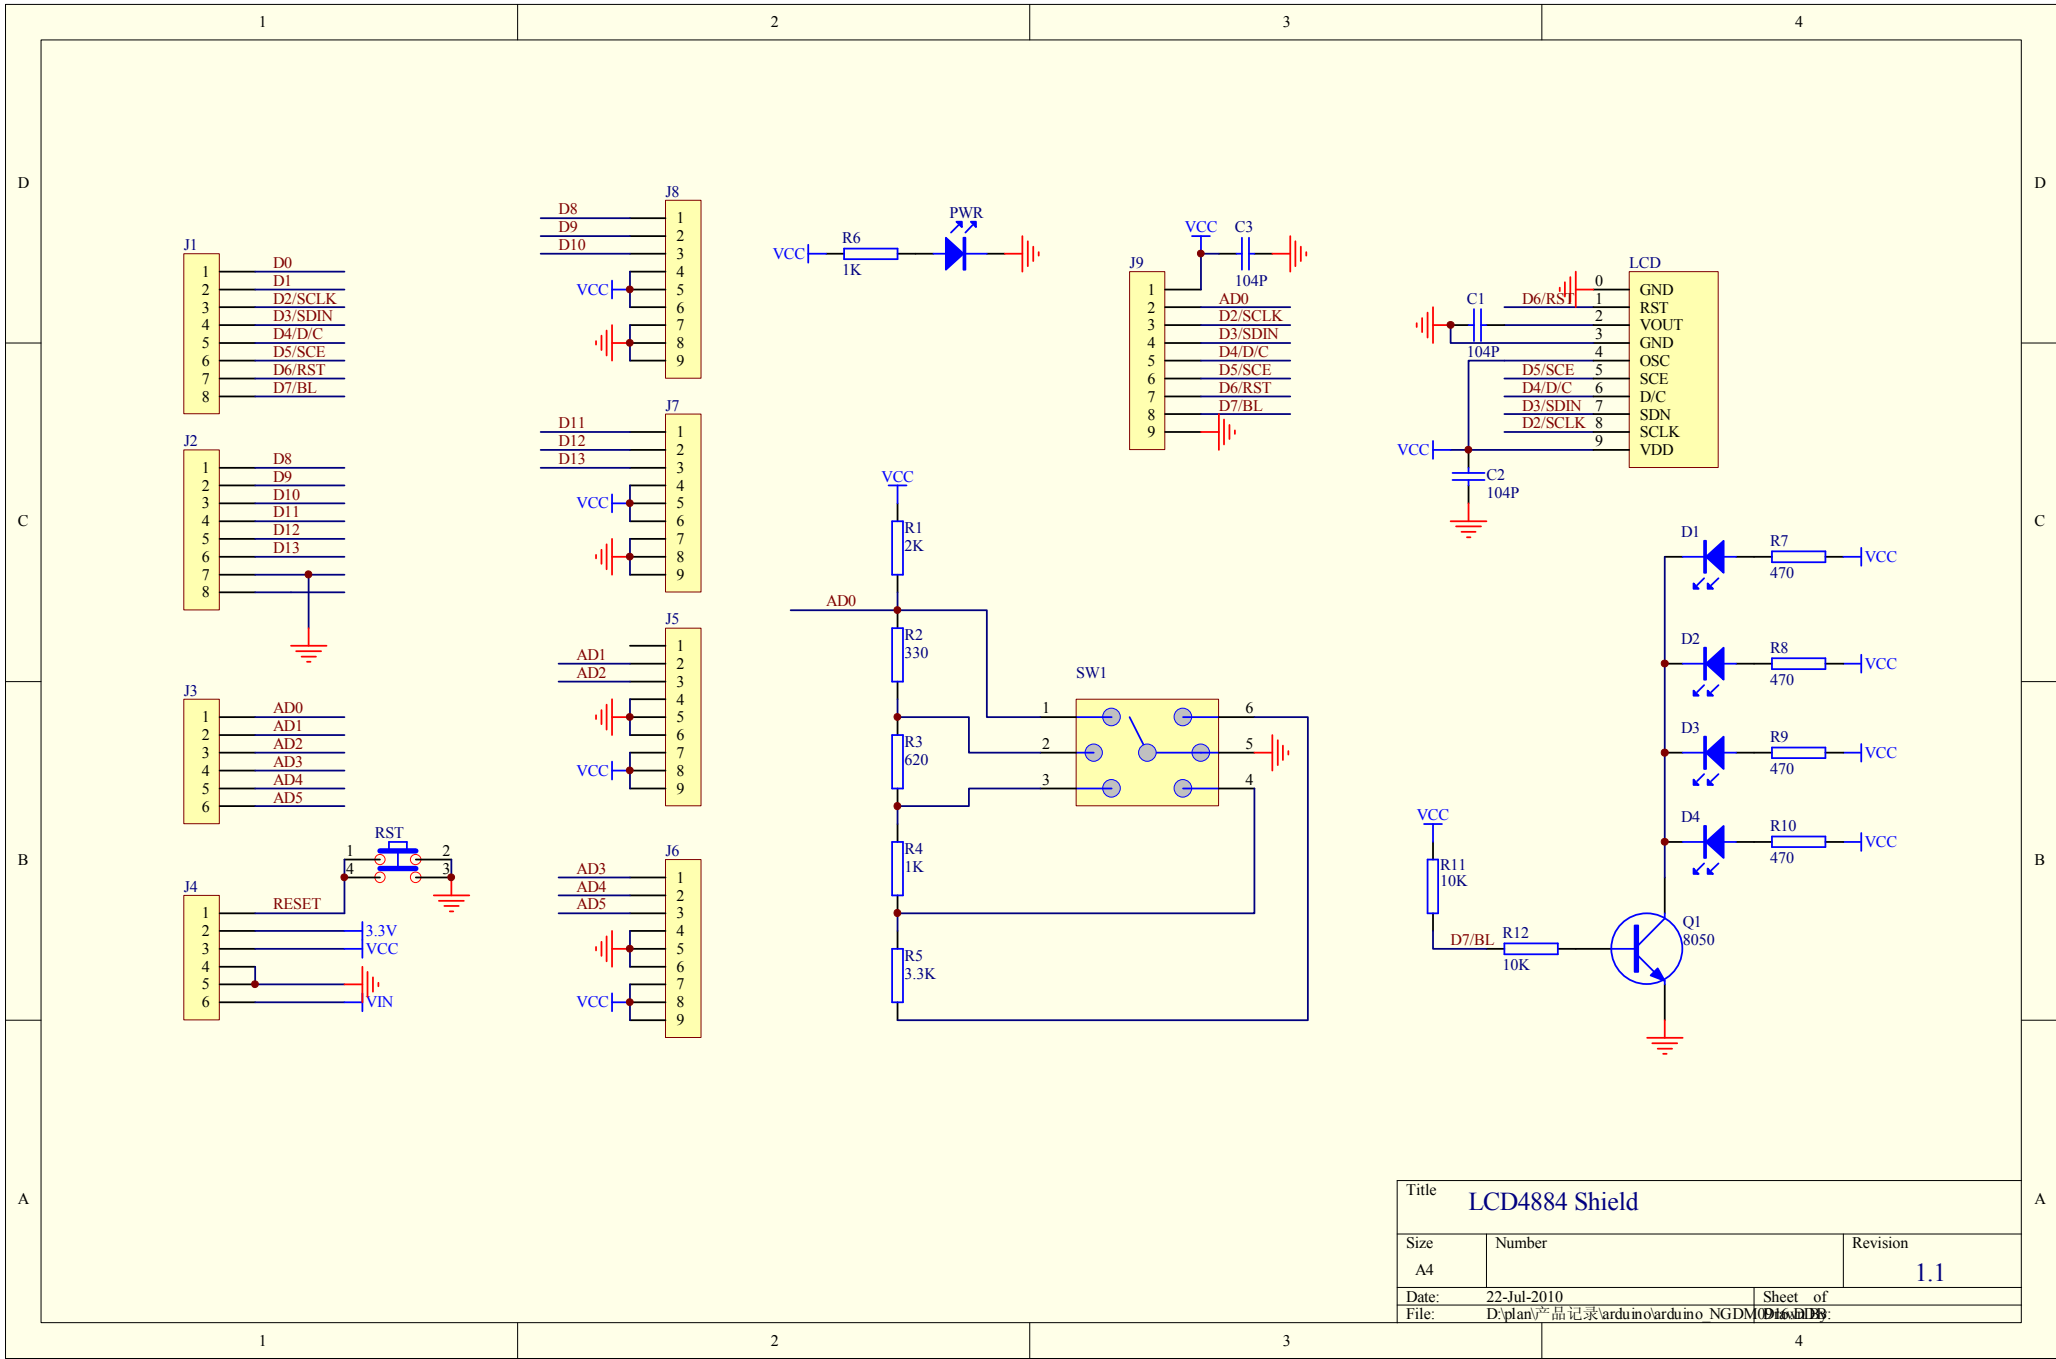 1 2 3 4
D
C
B
A
J1
1 D0
2 D1
3 D2/SCLK
4 D3/SDIN
5 D4/D/C
6 D5/SCE
7 D6/RST
8 D7/BL
J2
1 D8
2 D9
3 D10
4 D11
5 D12
6 D13
7
8
J3
1 AD0
2 AD1
3 AD2
4 AD3
5 AD4
6 AD5
RST
1 2
4 3
J4
1 RESET
2 3.3V
3 VCC
4
5
6 VIN
J8
D8 1
D9 2
D10 3
4
VCC 5
6
7
8
9
J7
D11 1
D12 2
D13 3
4
VCC 5
6
7
8
9
J5
1
AD1 2
AD2 3
4
5
6
7
VCC 8
9
J6
AD3 1
AD4 2
AD5 3
4
5
6
7
VCC 8
9
PWR
VCC R6
1K
VCC
R1
2K
AD0
R2
330
R3
620
R4
1K
R5
3.3K
SW1
1 6
2 5
3 4
VCC C3
104P
J9
1
2 AD0
3 D2/SCLK
4 D3/SDIN
5 D4/D/C
6 D5/SCE
7 D6/RST
8 D7/BL
9
LCD
0 GND
D6/RST 1 RST
C1 2 VOUT
3 GND
104P 4 OSC
D5/SCE 5 SCE
D4/D/C 6 D/C
D3/SDIN 7 SDN
D2/SCLK 8 SCLK
VCC 9 VDD
C2
104P
D1 R7 VCC
470
D2 R8 VCC
470
D3 R9 VCC
470
D4 R10 VCC
470
VCC
R11
10K
D7/BL R12
10K
Q1
8050
D
C
B
A
Title LCD4884 Shield
Size Number Revision
A4 1.1
Date: 22-Jul-2010 Sheet of
File: D:\plan\产品记录\arduino\arduino_NGDM
1 2 3 4